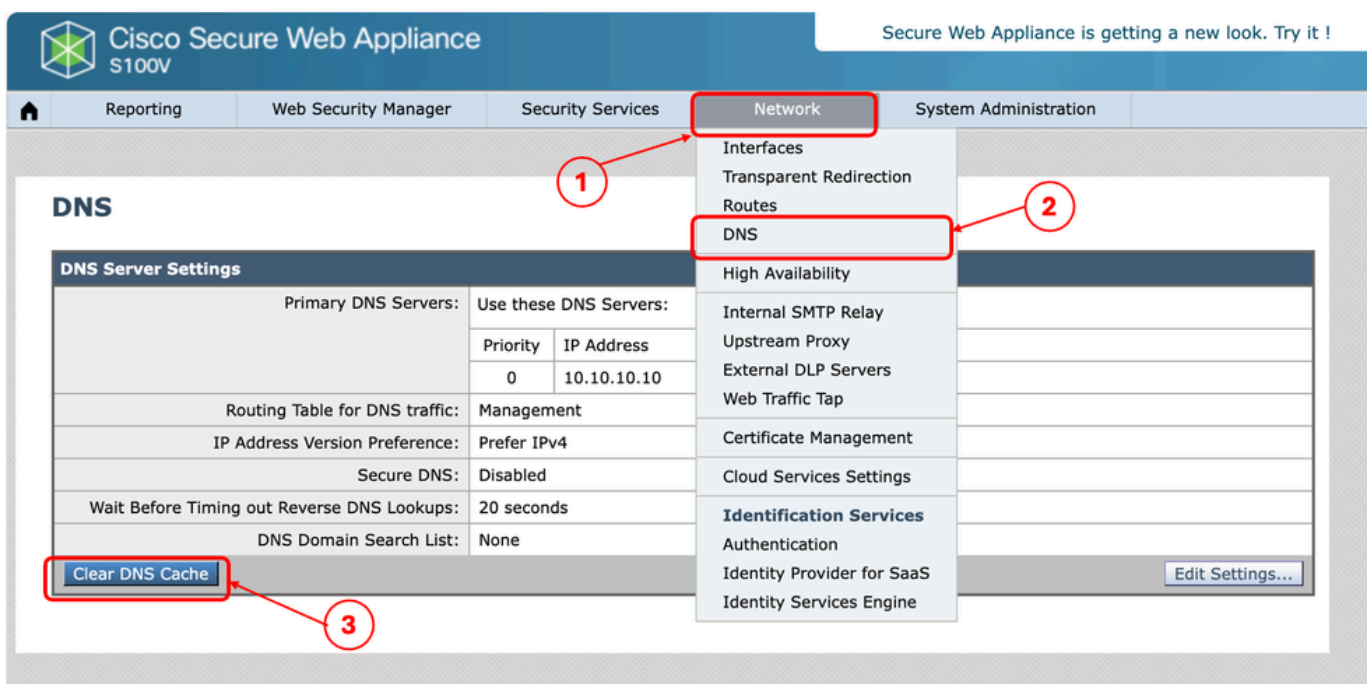 Cisco Secure Web Appliance
S100V
Secure Web Appliance is getting a new look. Try it !
Reporting
Web Security Manager
Security Services
Network
System Administration
1
Interfaces
Transparent Redirection
Routes
DNS
2
High Availability
Internal SMTP Relay
Upstream Proxy
External DLP Servers
Web Traffic Tap
Certificate Management
Cloud Services Settings
Identification Services
Authentication
Identity Provider for SaaS
Identity Services Engine
DNS
DNS Server Settings
Primary DNS Servers: Use these DNS Servers:
Priority IP Address
0 10.10.10.10
Routing Table for DNS traffic: Management
IP Address Version Preference: Prefer IPv4
Secure DNS: Disabled
Wait Before Timing out Reverse DNS Lookups: 20 seconds
DNS Domain Search List: None
Clear DNS Cache
Edit Settings...
3